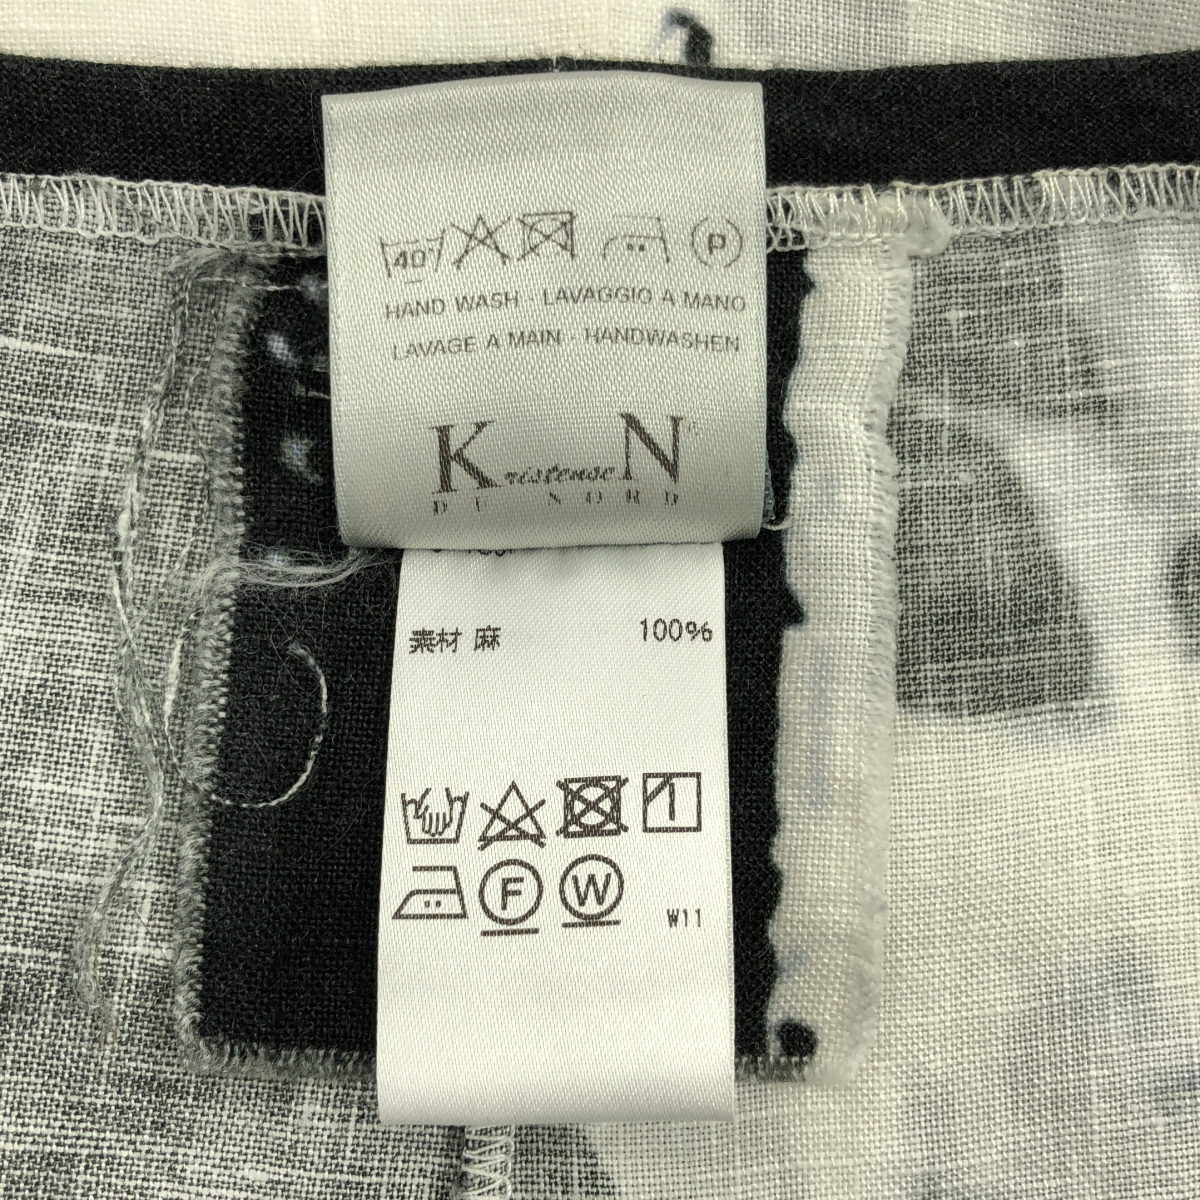 40° P
HAND WASH - LAVAGGIO A MANO
LAVAGE A MAIN - HANDWASHEN
KristenseN
DU NORD
素材 麻 100%
F W W11